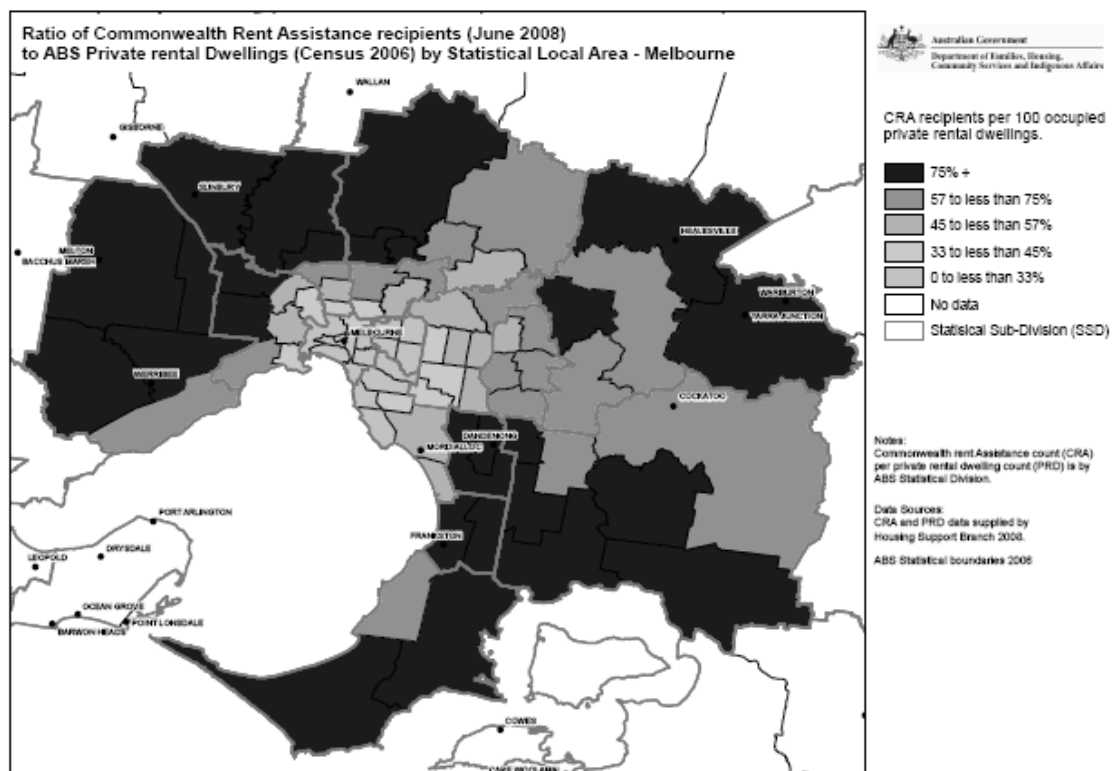 Ratio of Commonwealth Rent Assistance recipients (June 2008)
to ABS Private rental Dwellings (Census 2006) by Statistical Local Area - Melbourne
Australian Government
Department of Families, Housing,
Community Services and Indigenous Affairs
CRA recipients per 100 occupied
private rental dwellings.
75% +
57 to less than 75%
45 to less than 57%
33 to less than 45%
0 to less than 33%
No data
Statisical Sub-Division (SSD)
Notes:
Commonwealth rent Assistance count (CRA)
per private rental dwelling count (PRD) is by
ABS Statistical Division.
Data Sources:
CRA and PRD data supplied by
Housing Support Branch 2008.
ABS Statistical boundaries 2006
WALLAN
GISBORNE
SUNBURY
HEALESVILLE
MELTON
BACCHUS MARSH
WARBURTON
YARRA JUNCTION
MELBOURNE
WERRIBEE
COCKATOO
DANDENONG
MORDIALLOC
PORT ARLINGTON
FRANKSTON
DRYSDALE
LEOPOLD
OCEAN GROVE
POINT LONSDALE
BARWON HEADS
COWES